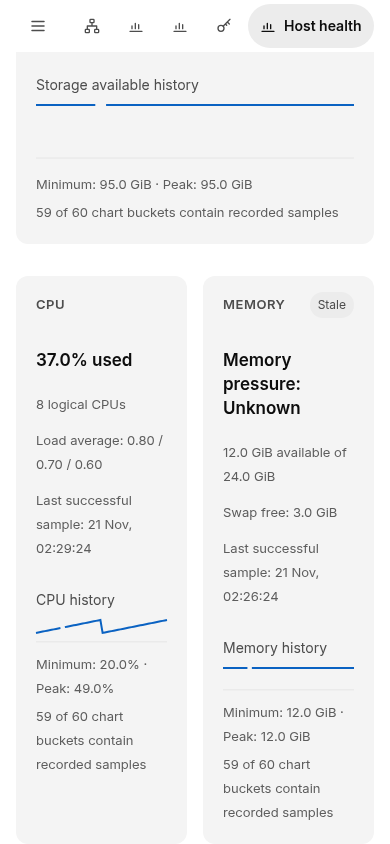 Host health
Storage available history
Minimum: 95.0 GiB · Peak: 95.0 GiB
59 of 60 chart buckets contain recorded samples
CPU
37.0% used
8 logical CPUs
Load average: 0.80 /
0.70 / 0.60
Last successful
sample: 21 Nov,
02:29:24
CPU history
Minimum: 20.0% ·
Peak: 49.0%
59 of 60 chart
buckets contain
recorded samples
MEMORY
Stale
Memory
pressure:
Unknown
12.0 GiB available of
24.0 GiB
Swap free: 3.0 GiB
Last successful
sample: 21 Nov,
02:26:24
Memory history
Minimum: 12.0 GiB ·
Peak: 12.0 GiB
59 of 60 chart
buckets contain
recorded samples